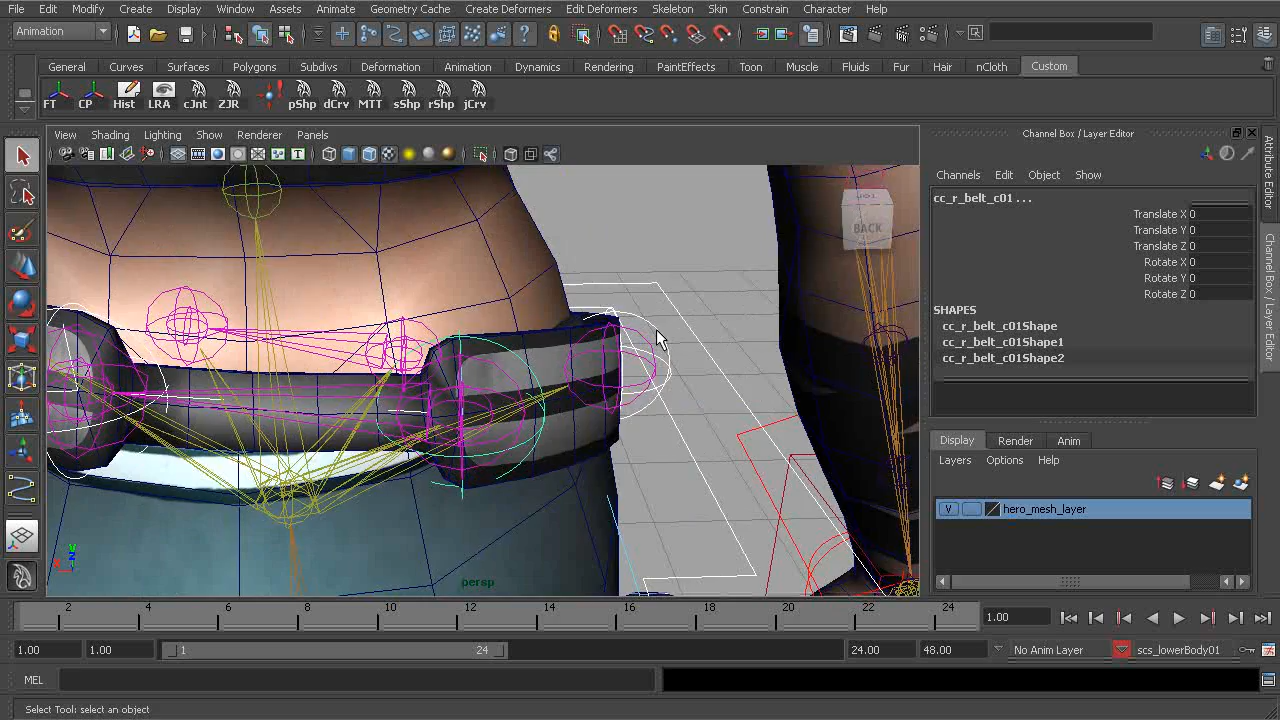 File Edit Modify Create Display Window Assets Animate Geometry Cache Create Deformers Edit Deformers Skeleton Skin Constrain Character Help
Animation
General Curves Surfaces Polygons Subdivs Deformation Animation Dynamics Rendering PaintEffects Toon Muscle Fluids Fur Hair nCloth Custom
FT CP Hist LRA cJnt ZJR pShp dCrv MTT sShp rShp jCrv
View Shading Lighting Show Renderer Panels
Channel Box / Layer Editor
Channels Edit Object Show
cc_r_belt_c01 ...
Translate X 0
Translate Y 0
Translate Z 0
Rotate X 0
Rotate Y 0
Rotate Z 0
SHAPES
cc_r_belt_c01Shape
cc_r_belt_c01Shape1
cc_r_belt_c01Shape2
Attribute Editor
Channel Box / Layer Editor
BACK
Display Render Anim
Layers Options Help
V hero_mesh_layer
persp
2 4 6 8 10 12 14 16 18 20 22 24
1.00
1.00 1.00 1 24 24.00 48.00 No Anim Layer scs_lowerBody01
MEL
Select Tool: select an object